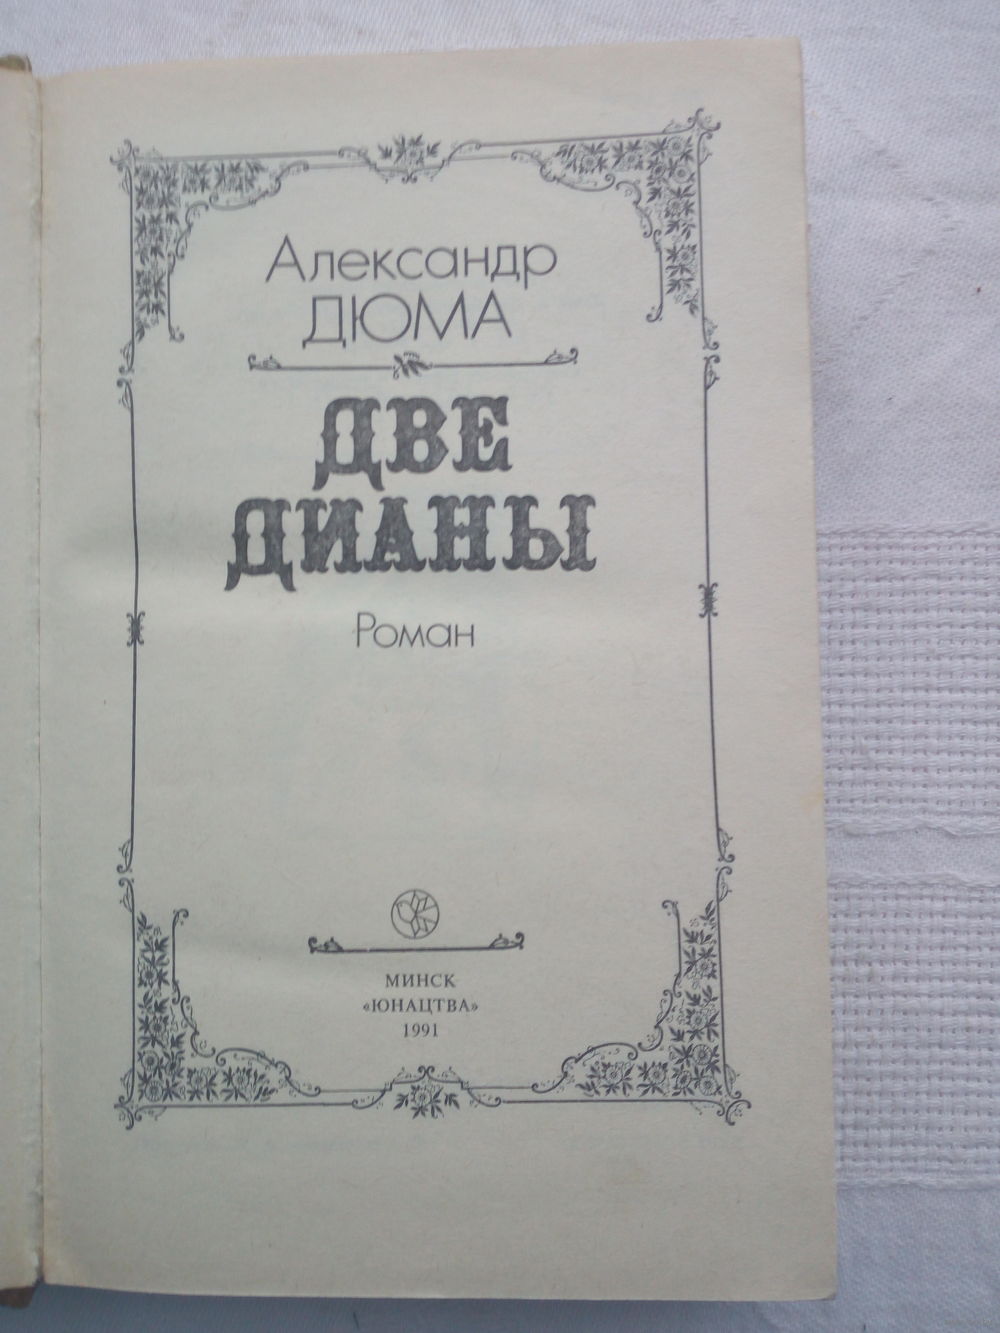 Александр
ДЮМА
ДВЕ
ДИАНЫ
Роман
МИНСК
«ЮНАЦТВА»
1991